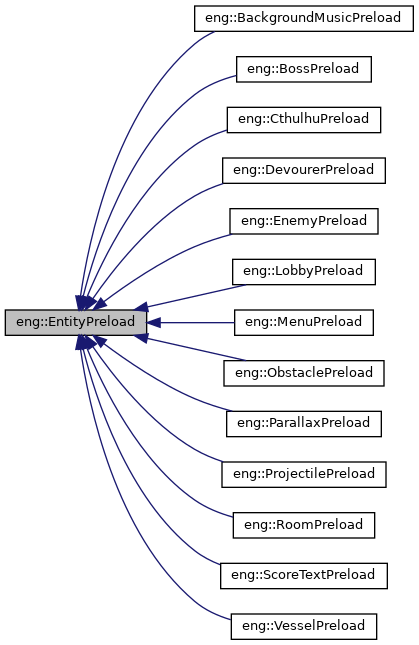 eng::BackgroundMusicPreload
eng::BossPreload
eng::CthulhuPreload
eng::DevourerPreload
eng::EnemyPreload
eng::LobbyPreload
eng::EntityPreload
eng::MenuPreload
eng::ObstaclePreload
eng::ParallaxPreload
eng::ProjectilePreload
eng::RoomPreload
eng::ScoreTextPreload
eng::VesselPreload